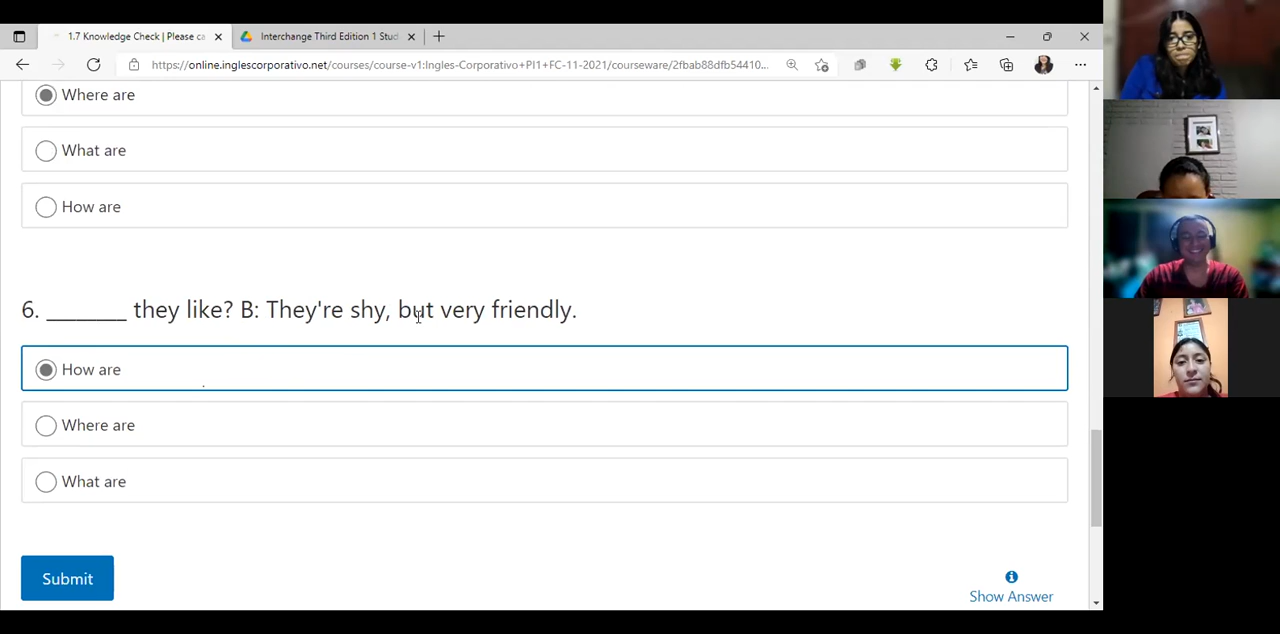 1.7 Knowledge Check | Please ca
Interchange Third Edition 1 Stud
https://online.inglescorporativo.net/courses/course-v1:Ingles-Corporativo+PI1+FC-11-2021/courseware/2fbab88dfb54410...
Where are
What are
How are
6. ________ they like? B: They're shy, but very friendly.
How are
Where are
What are
Submit
Show Answer